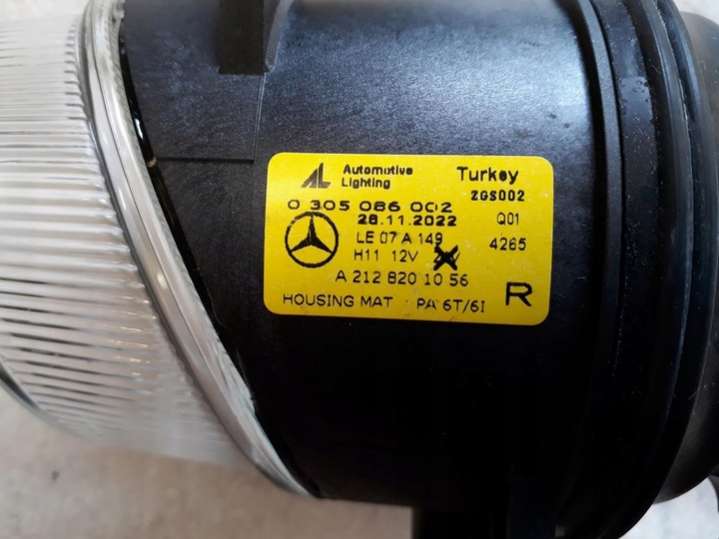 AL Automotive Lighting Turkey
ZGS002
0 305 086 002
28.11.2022 Q01
LE 07 A 149 4265
H11 12V
A 212 820 10 56
HOUSING MAT : PA 6T/6I R